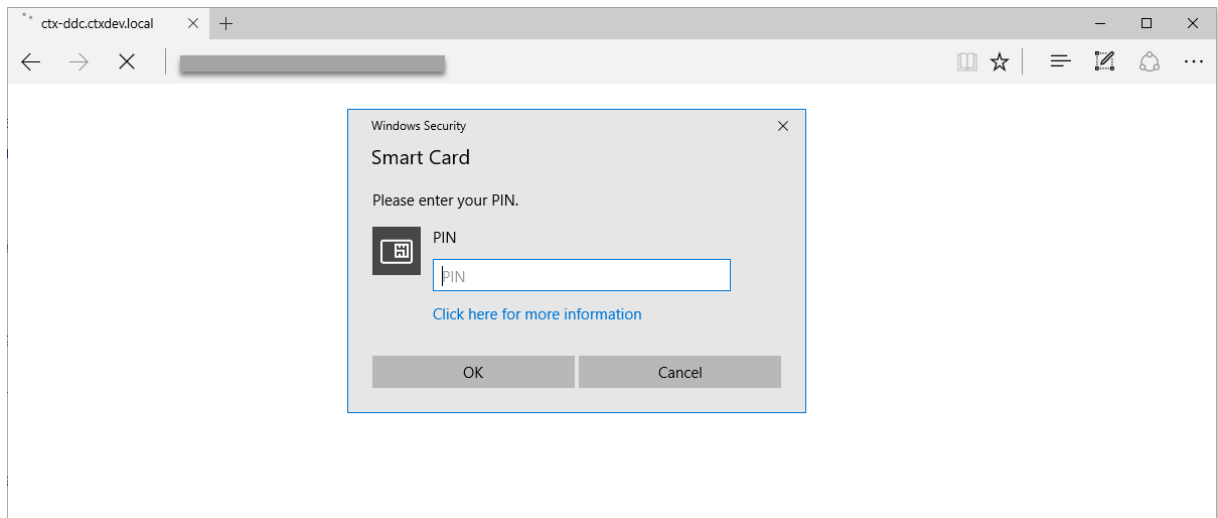 ctx-ddc.ctxdev.local
Windows Security
Smart Card
Please enter your PIN.
PIN
PIN
Click here for more information
OK
Cancel